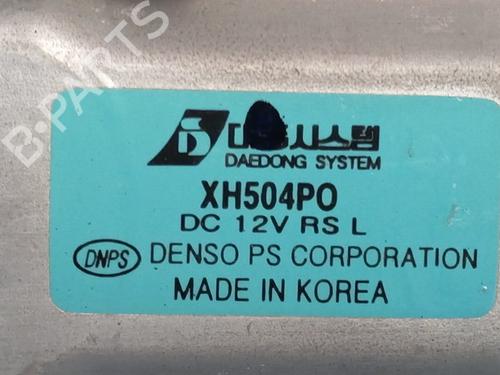 B-PARTS
DAEDONG SYSTEM
XH504PO
DC 12V RS L
DNPS DENSO PS CORPORATION
MADE IN KOREA